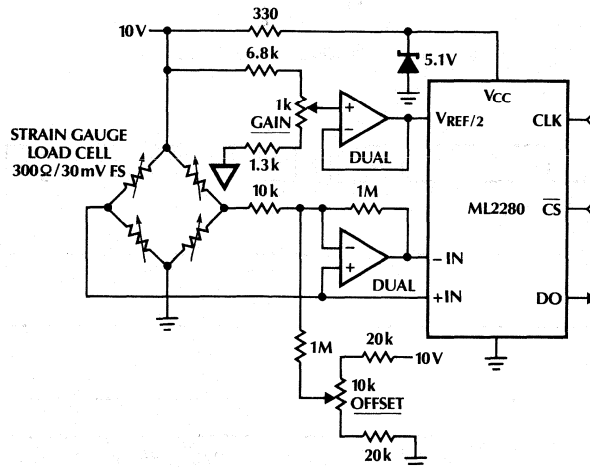 330
10V
5.1V
6.8k
1k
GAIN
1.3k
DUAL
VCC
VREF/2
CLK
STRAIN GAUGE
LOAD CELL
300Ω/30mV FS
10k
1M
ML2280
CS
DUAL
-IN
+IN
DO
1M
20k
10V
10k
OFFSET
20k